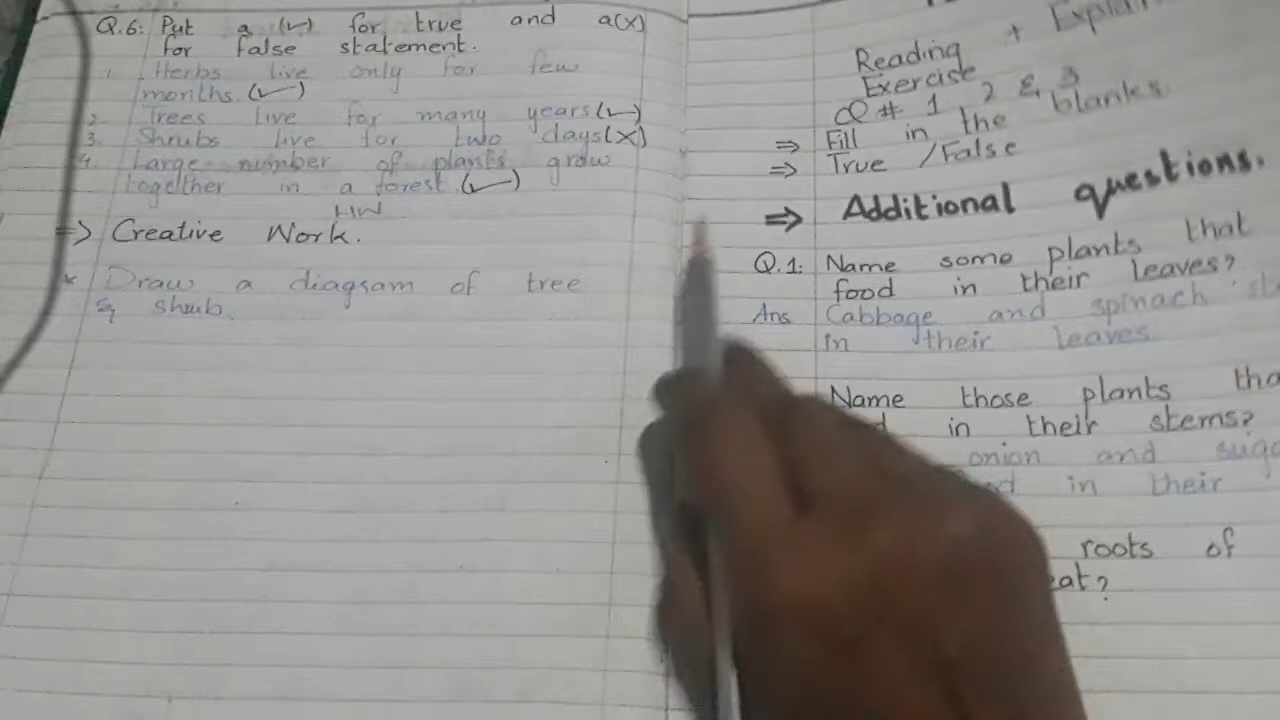 Q.6: Put a (✓) for true and a(x)
for false statement.
1. Herbs live only for few
months. (✓)
2. Trees live for many years(✓)
3. Shrubs live for two days(x)
4. Large number of plants grow
together in a forest. (✓)
HW
=> Creative Work.
* Draw a diagram of tree
& shrub.
Reading + 
Exercise
Q # 1 2 & 3
=> Fill in the blanks.
=> True / False
=> Additional questions.
Q.1: Name some plants that
food in their leaves?
Ans Cabbage and spinach
in their leaves
Name those plants
in their stems?
onion and
in their
roots of